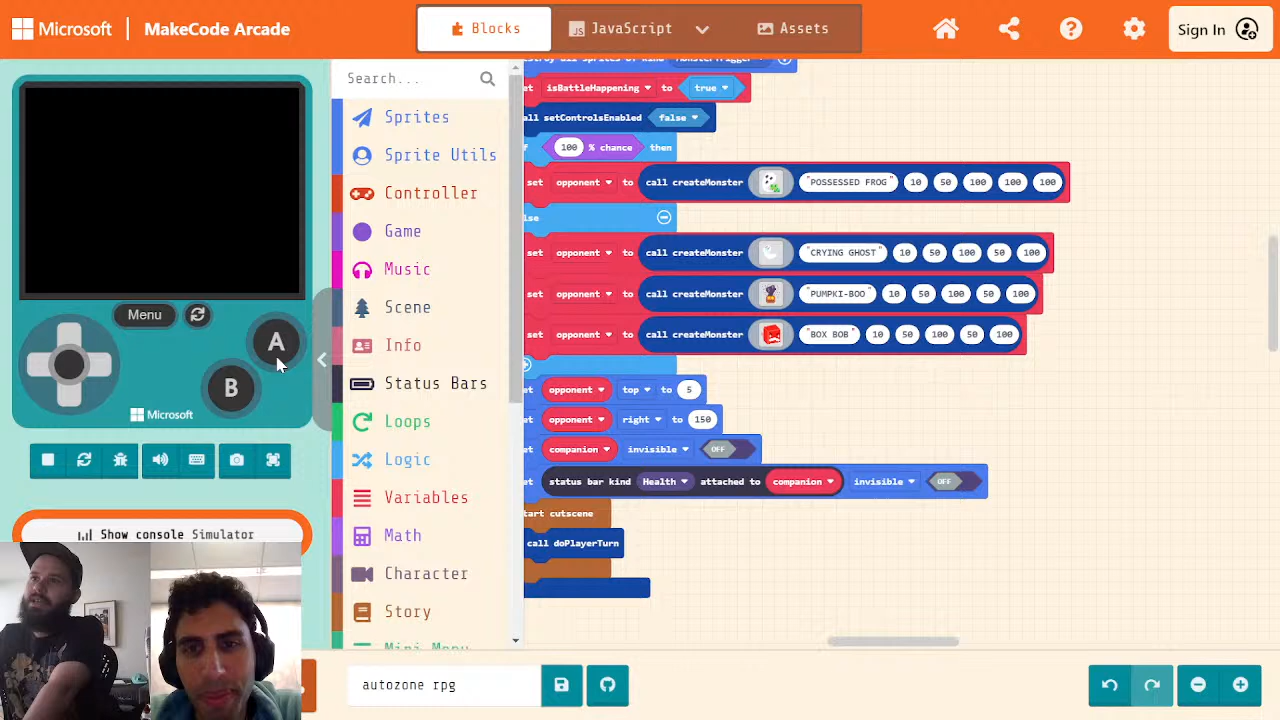 Microsoft
MakeCode Arcade
Blocks
JS JavaScript
Assets
Sign In
Search...
Sprites
Sprite Utils
Controller
Game
Music
Scene
Info
Status Bars
Loops
Logic
Variables
Math
Character
Story
Mini Menu
Menu
A
B
Microsoft
Show console Simulator
isBattleHappening to true
call setControlsEnabled false
100 % chance then
set opponent to call createMonster "POSSESSED FROG" 10 50 100 100 100
set opponent to call createMonster "CRYING GHOST" 10 50 100 50 100
set opponent to call createMonster "PUMPKI-BOO" 10 50 100 50 100
set opponent to call createMonster "BOX BOB" 10 50 100 50 100
opponent top to 5
opponent right to 150
companion invisible OFF
status bar kind Health attached to companion invisible OFF
start cutscene
call doPlayerTurn
autozone rpg